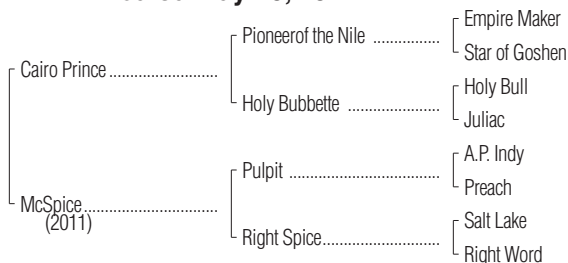 Empire Maker
Pioneerof the Nile ..................
Star of Goshen
Cairo Prince ........................
Holy Bull
Holy Bubbette ......................
Juliac
A.P. Indy
Pulpit ..................................
Preach
McSpice ..............................
(2011)
Salt Lake
Right Spice..........................
Right Word